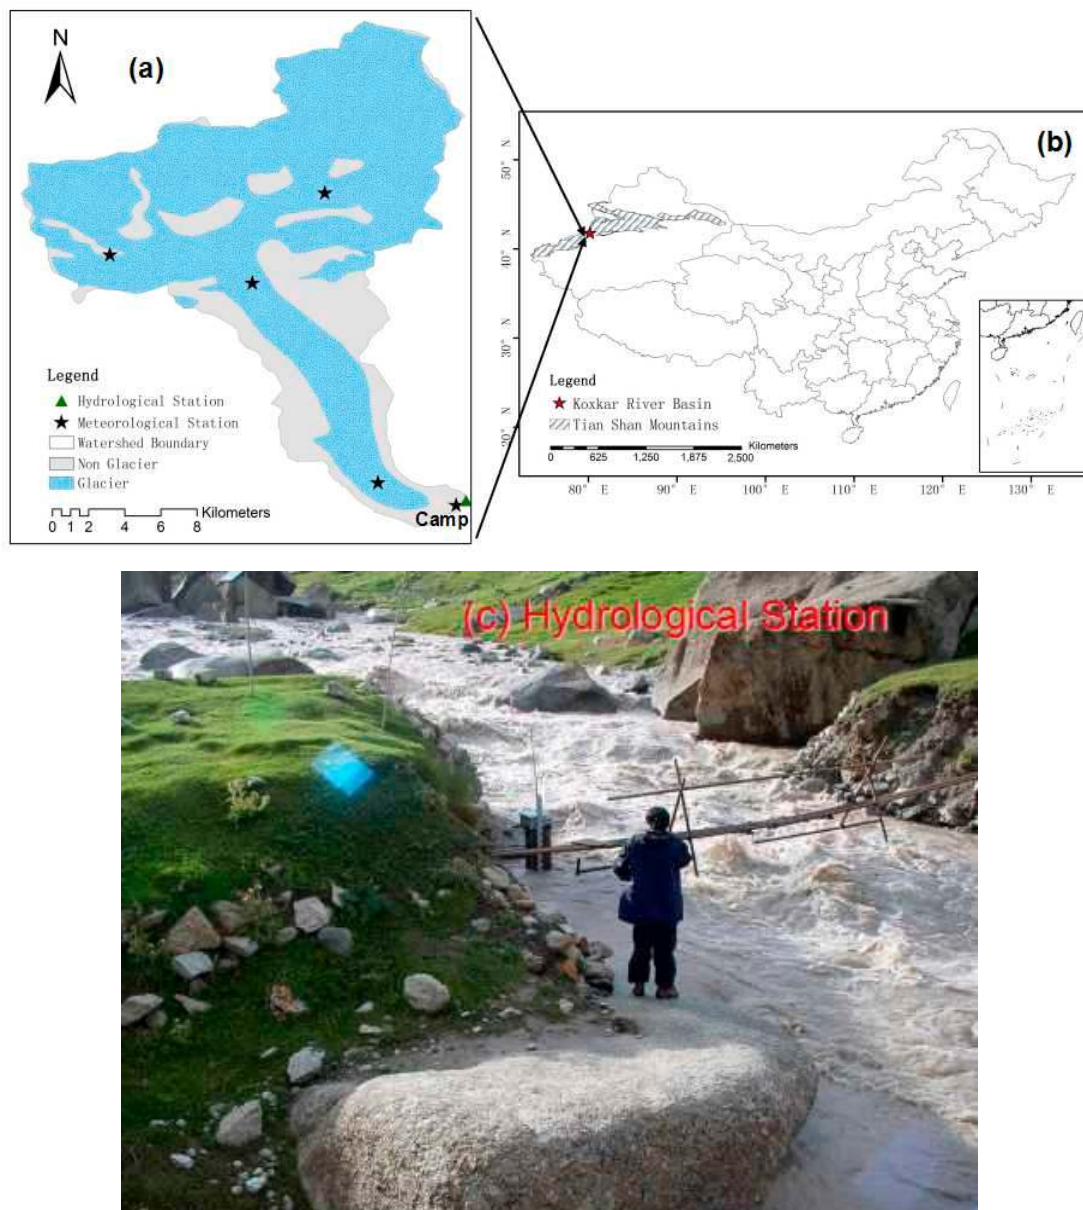 N
(a)
Legend
Hydrological Station
Meteorological Station
Watershed Boundary
Non Glacier
Glacier
Kilometers
0 1 2 4 6 8
Camp
(b)
50° N
40° N
30° N
20° N
Legend
Koxkar River Basin
Tian Shan Mountains
Kilometers
0 625 1,250 1,875 2,500
80° E 90° E 100° E 110° E 120° E 130° E
(c) Hydrological Station